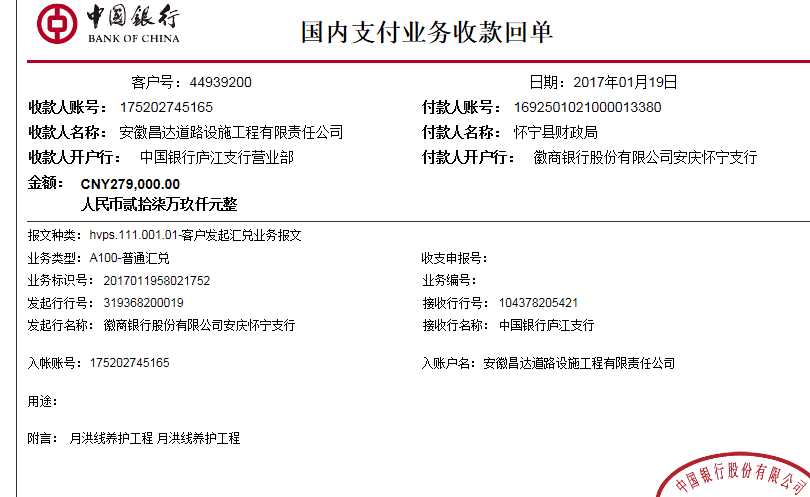 中国银行
BANK OF CHINA
国内支付业务收款回单
客户号：44939200 日期：2017年01月19日
收款人账号： 175202745165 付款人账号： 1692501021000013380
收款人名称： 安徽昌达道路设施工程有限责任公司 付款人名称： 怀宁县财政局
收款人开户行： 中国银行庐江支行营业部 付款人开户行： 徽商银行股份有限公司安庆怀宁支行
金额： CNY279,000.00
人民币贰拾柒万玖仟元整
报文种类：hvps.111.001.01-客户发起汇兑业务报文
业务类型：A100-普通汇兑 收支申报号：
业务标识号：2017011958021752 业务编号：
发起行行号：319368200019 接收行行号：104378205421
发起行名称：徽商银行股份有限公司安庆怀宁支行 接收行名称：中国银行庐江支行
入帐账号：175202745165 入账户名：安徽昌达道路设施工程有限责任公司
用途：
附言： 月洪线养护工程 月洪线养护工程
中国银行股份有限公司